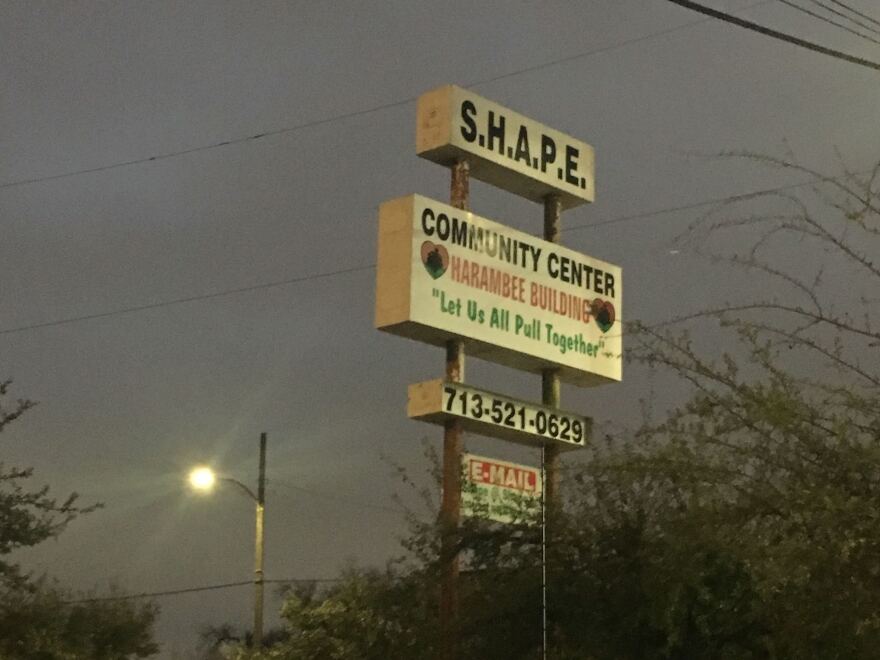 S.H.A.P.E.
COMMUNITY CENTER
HARAMBEE BUILDING
"Let Us All Pull Together"
713-521-0629
E-MAIL